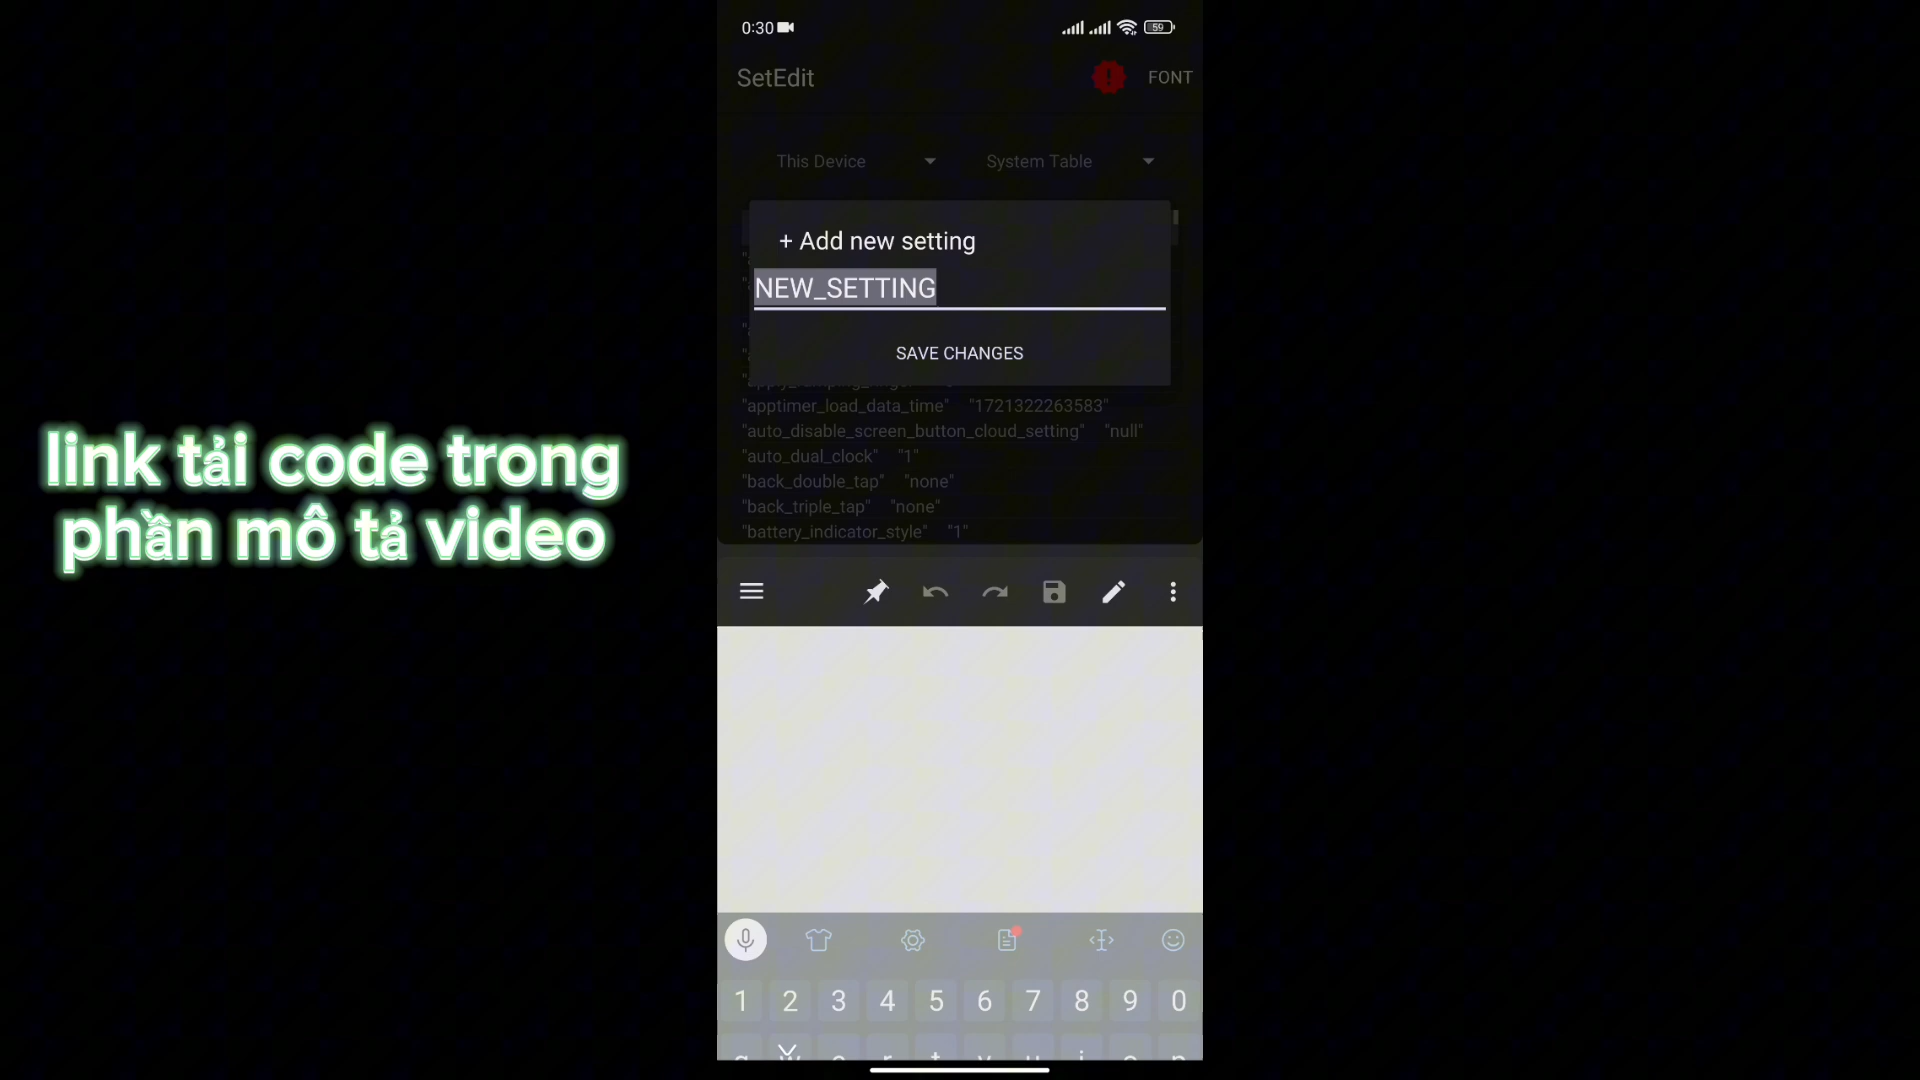 0:30
59
SetEdit
FONT
This Device
System Table
+ Add new setting
NEW_SETTING
SAVE CHANGES
"apptimer_load_data_time" "1721322263583"
"auto_disable_screen_button_cloud_setting" "null"
"auto_dual_clock" "1"
"back_double_tap" "none"
"back_triple_tap" "none"
"battery_indicator_style" "1"
link tải code trong
phần mô tả video
1 2 3 4 5 6 7 8 9 0